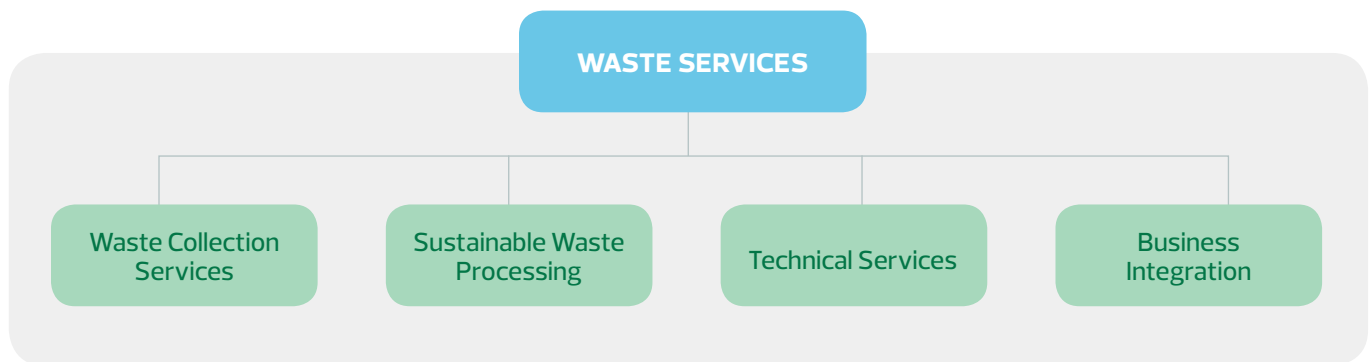 WASTE SERVICES
Waste Collection
Services
Sustainable Waste
Processing
Technical Services
Business
Integration